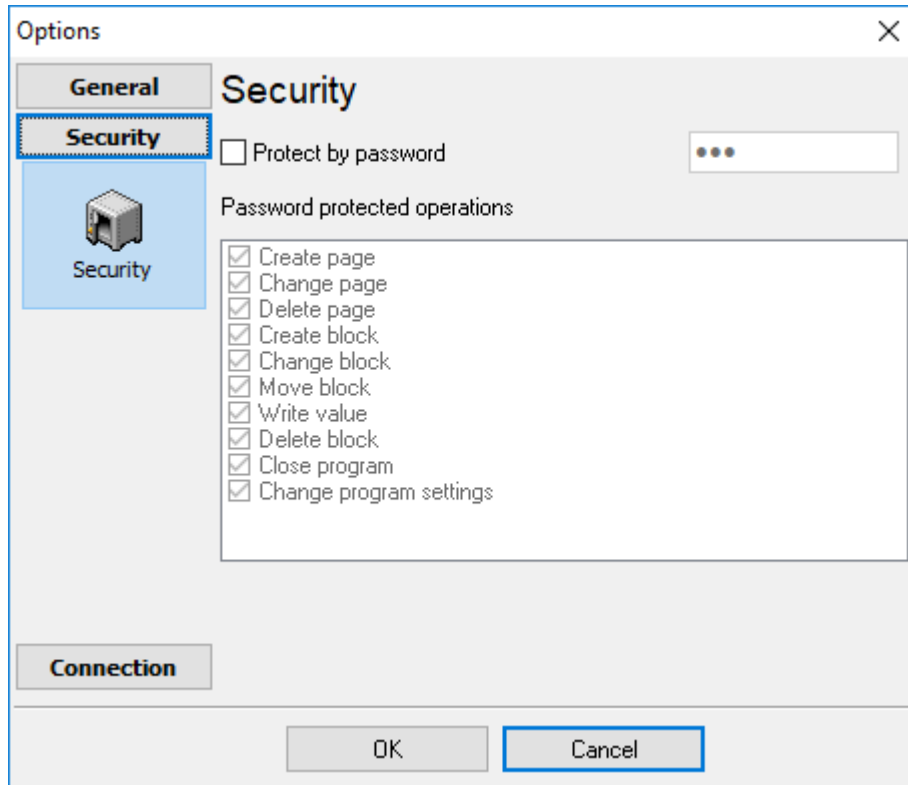 Options
General
Security
Security
Security
Protect by password
•••
Password protected operations
Create page
Change page
Delete page
Create block
Change block
Move block
Write value
Delete block
Close program
Change program settings
Connection
OK
Cancel